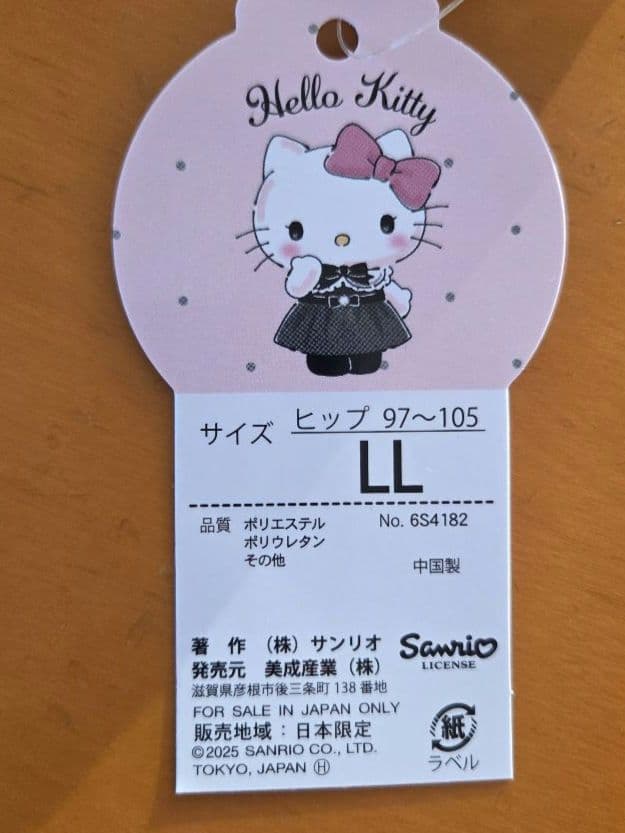 Hello Kitty
サイズ ヒップ 97～105
LL
品質 ポリエステル No. 6S4182
ポリウレタン
その他 中国製
著 作 （株）サンリオ Sanrio
発売元 美成産業（株） LICENSE
滋賀県彦根市後三条町 138 番地
FOR SALE IN JAPAN ONLY
販売地域：日本限定
©2025 SANRIO CO., LTD.
TOKYO, JAPAN Ⓗ
紙
ラベル